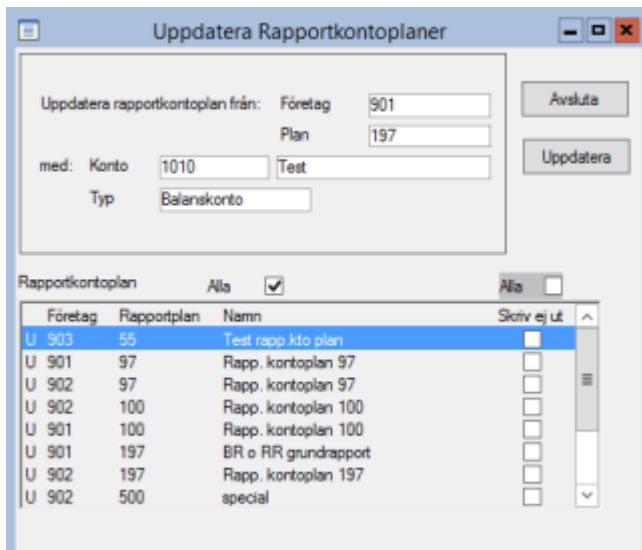 Uppdatera Rapportkontoplaner
Uppdatera rapportkontoplan från: Företag 901 Avsluta
Plan 197
med: Konto 1010 Test Uppdatera
Typ Balanskonto
Rapportkontoplan Alla Alla
Företag Rapportplan Namn Skriv ej ut
U 903 55 Test rapp.kto plan
U 901 97 Rapp. kontoplan 97
U 902 97 Rapp. kontoplan 97
U 902 100 Rapp. kontoplan 100
U 901 100 Rapp. kontoplan 100
U 901 197 BR o RR grundrapport
U 902 197 Rapp. kontoplan 197
U 902 500 special